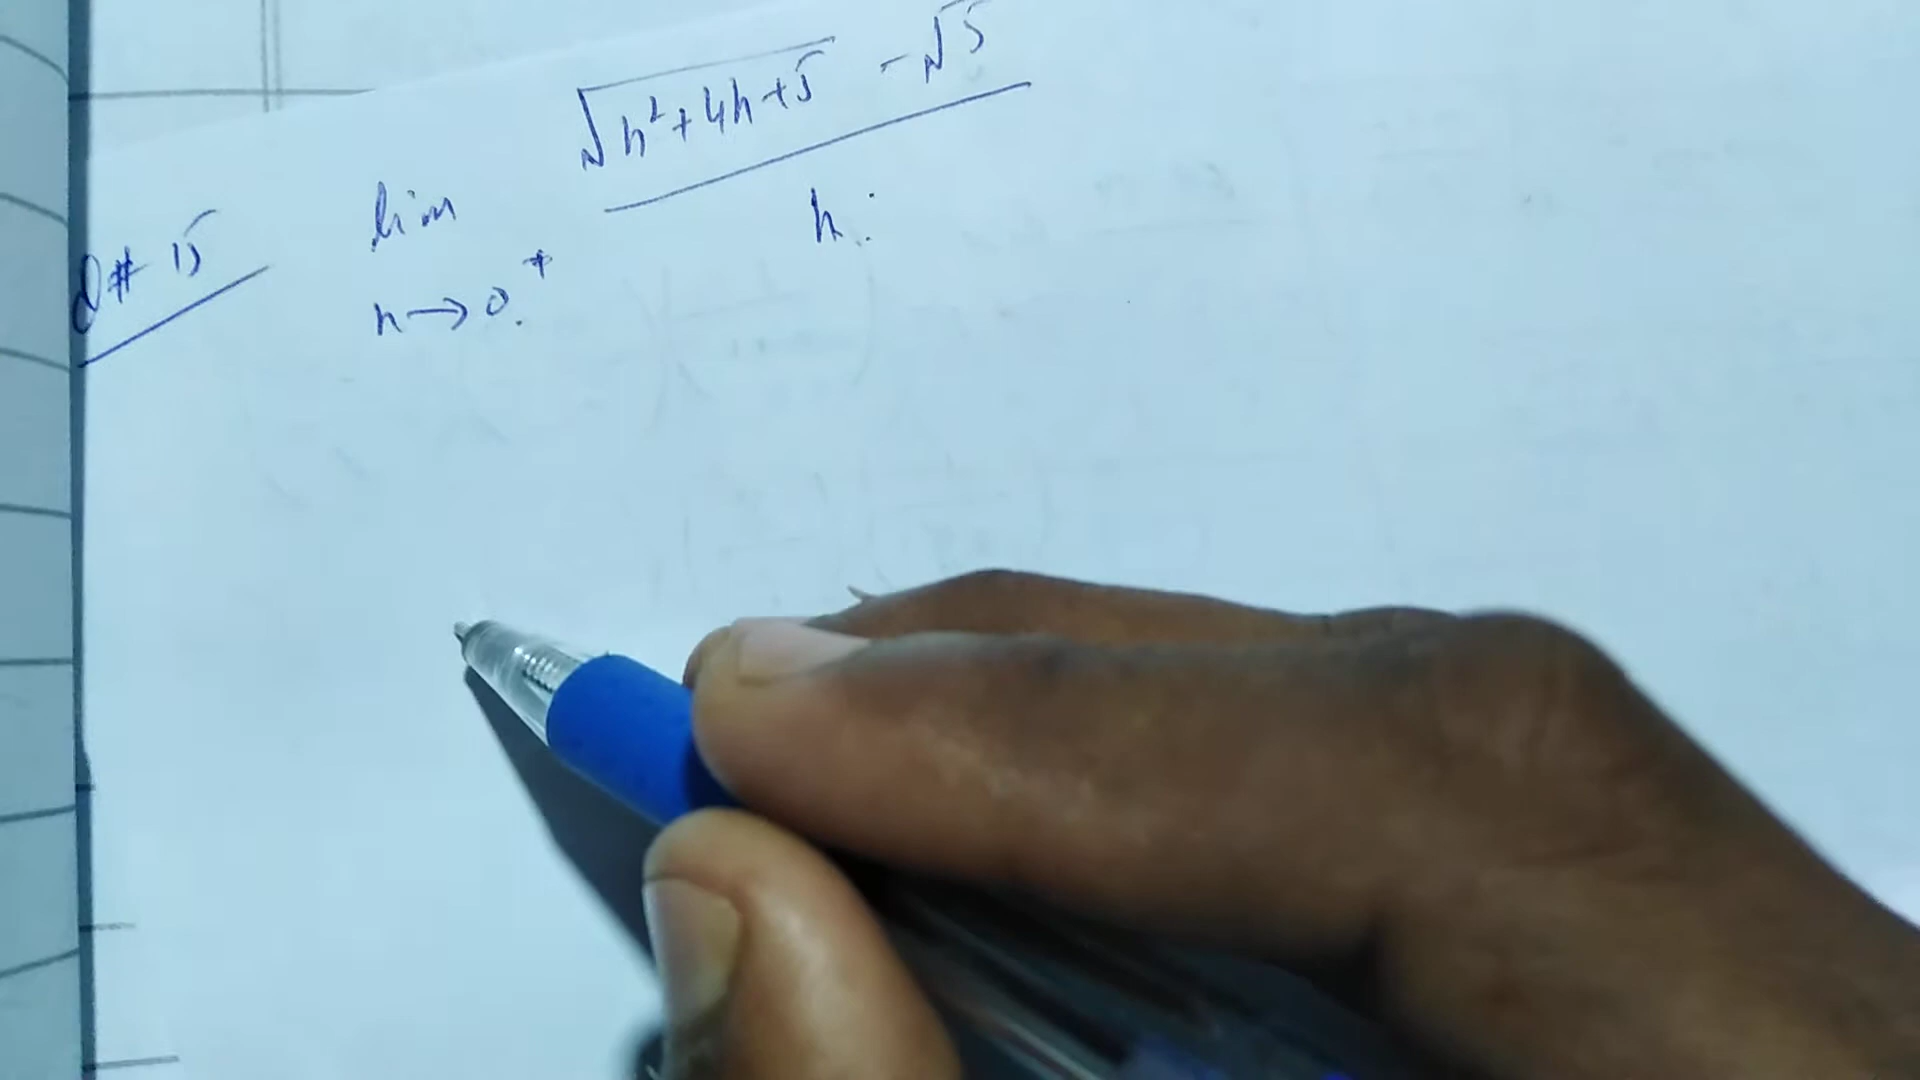 Q# 15 lim h→0⁺ √(h²+4h+5) - √5 / h